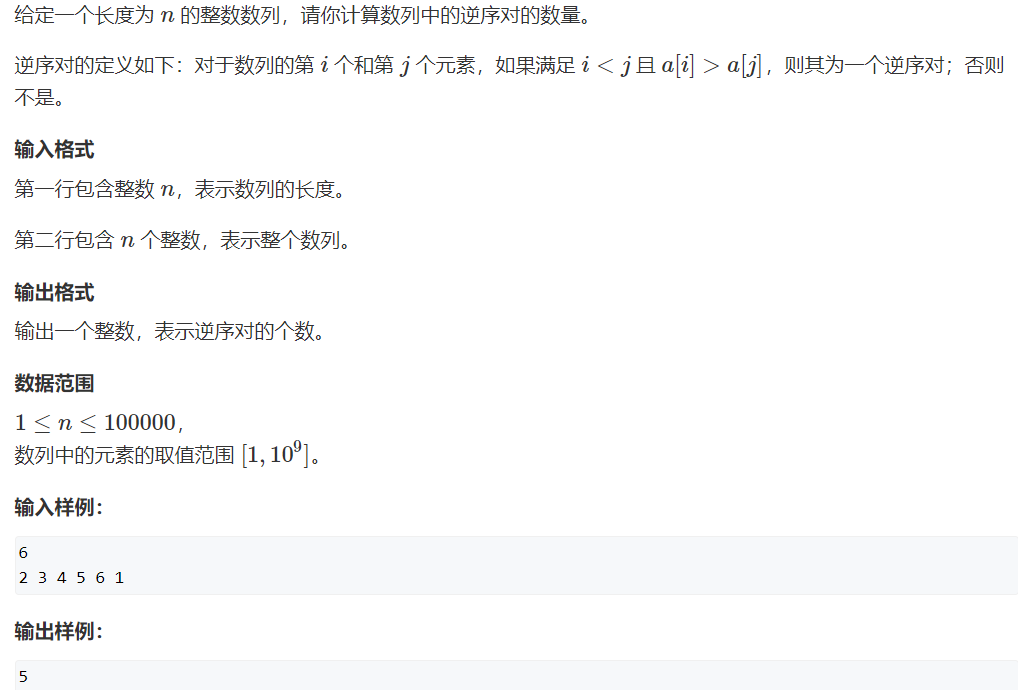 给定一个长度为 n 的整数数列，请你计算数列中的逆序对的数量。
逆序对的定义如下：对于数列的第 i 个和第 j 个元素，如果满足 i < j 且 a[i] > a[j]，则其为一个逆序对；否则
不是。
输入格式
第一行包含整数 n，表示数列的长度。
第二行包含 n 个整数，表示整个数列。
输出格式
输出一个整数，表示逆序对的个数。
数据范围
1 ≤ n ≤ 100000，
数列中的元素的取值范围 [1, 10⁹]。
输入样例：
6
2 3 4 5 6 1
输出样例：
5